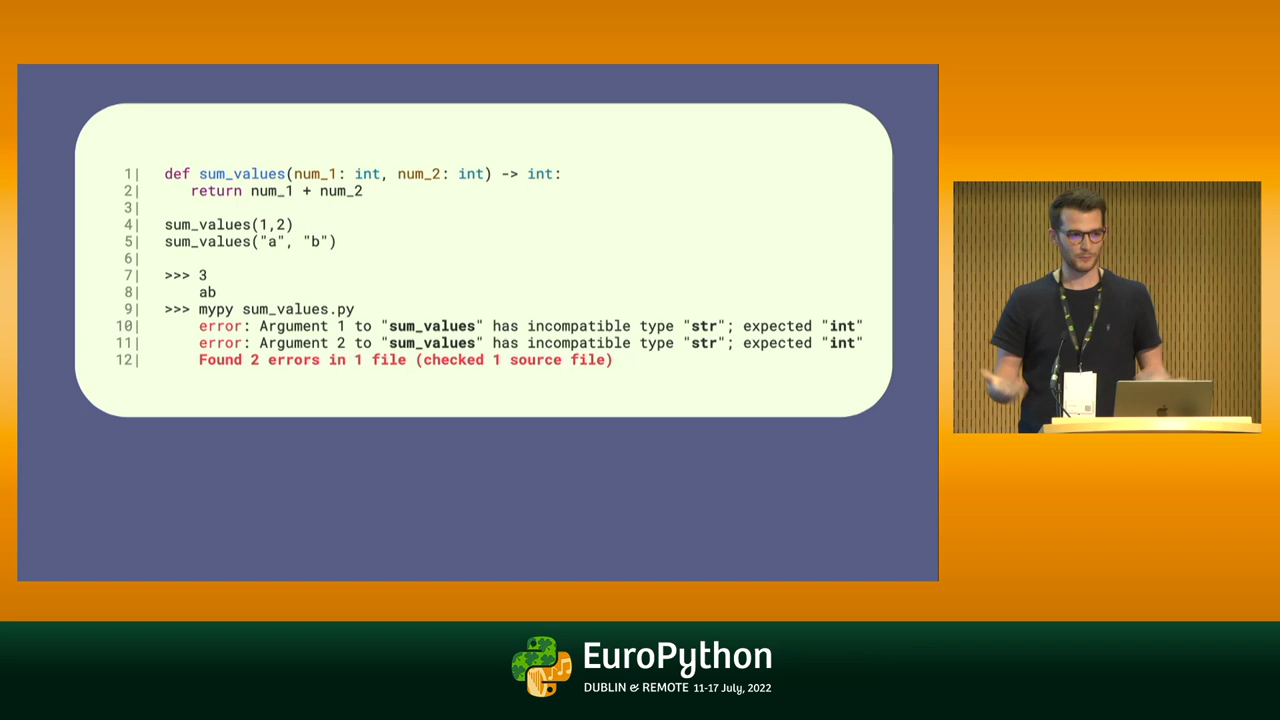 1| def sum_values(num_1: int, num_2: int) -> int:
2| return num_1 + num_2
3|
4| sum_values(1,2)
5| sum_values("a", "b")
6|
7| >>> 3
8| ab
9| >>> mypy sum_values.py
10| error: Argument 1 to "sum_values" has incompatible type "str"; expected "int"
11| error: Argument 2 to "sum_values" has incompatible type "str"; expected "int"
12| Found 2 errors in 1 file (checked 1 source file)
EuroPython
DUBLIN & REMOTE 11-17 July, 2022